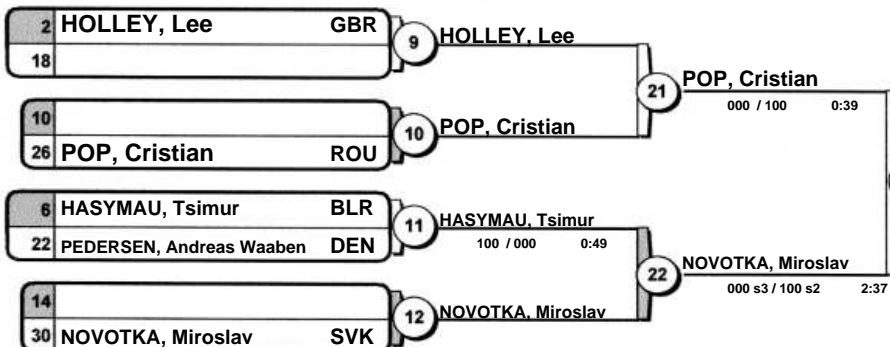 2 HOLLEY, Lee GBR
18
9 HOLLEY, Lee
10
26 POP, Cristian ROU
10 POP, Cristian
21 POP, Cristian
000 / 100 0:39
6 HASYMAU, Tsimur BLR
22 PEDERSEN, Andreas Waaben DEN
11 HASYMAU, Tsimur
100 / 000 0:49
14
30 NOVOTKA, Miroslav SVK
12 NOVOTKA, Miroslav
22 NOVOTKA, Miroslav
000 s3 / 100 s2 2:37